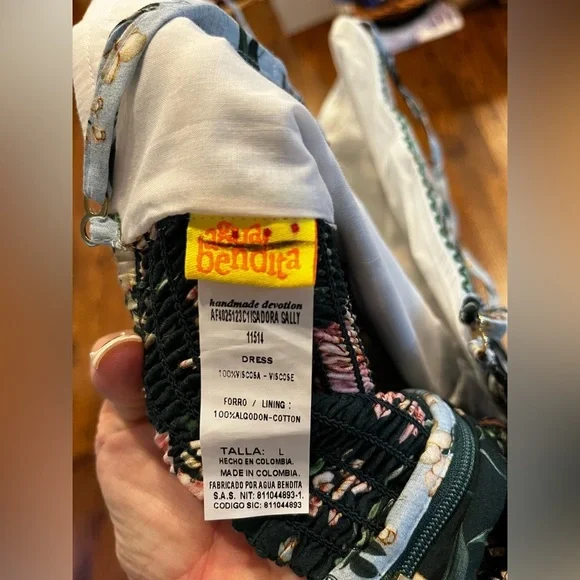 agua
bendita
handmade devotion
AF4025123C1ISADORA SALLY
11514
DRESS
100%VISCOSA - VISCOSE
FORRO / LINING :
100%ALGODON-COTTON
TALLA: L
HECHO EN COLOMBIA.
MADE IN COLOMBIA.
FABRICADO POR AGUA BENDITA
S.A.S. NIT: 811044893-1.
CODIGO SIC: 811044893